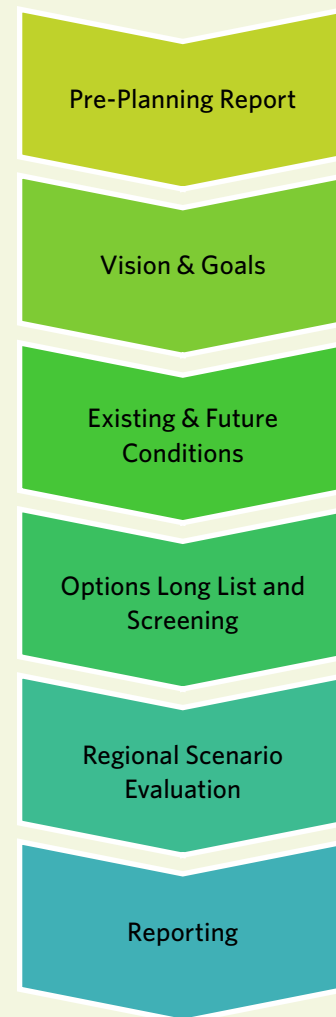 Pre-Planning Report
Vision & Goals
Existing & Future
Conditions
Options Long List and
Screening
Regional Scenario
Evaluation
Reporting